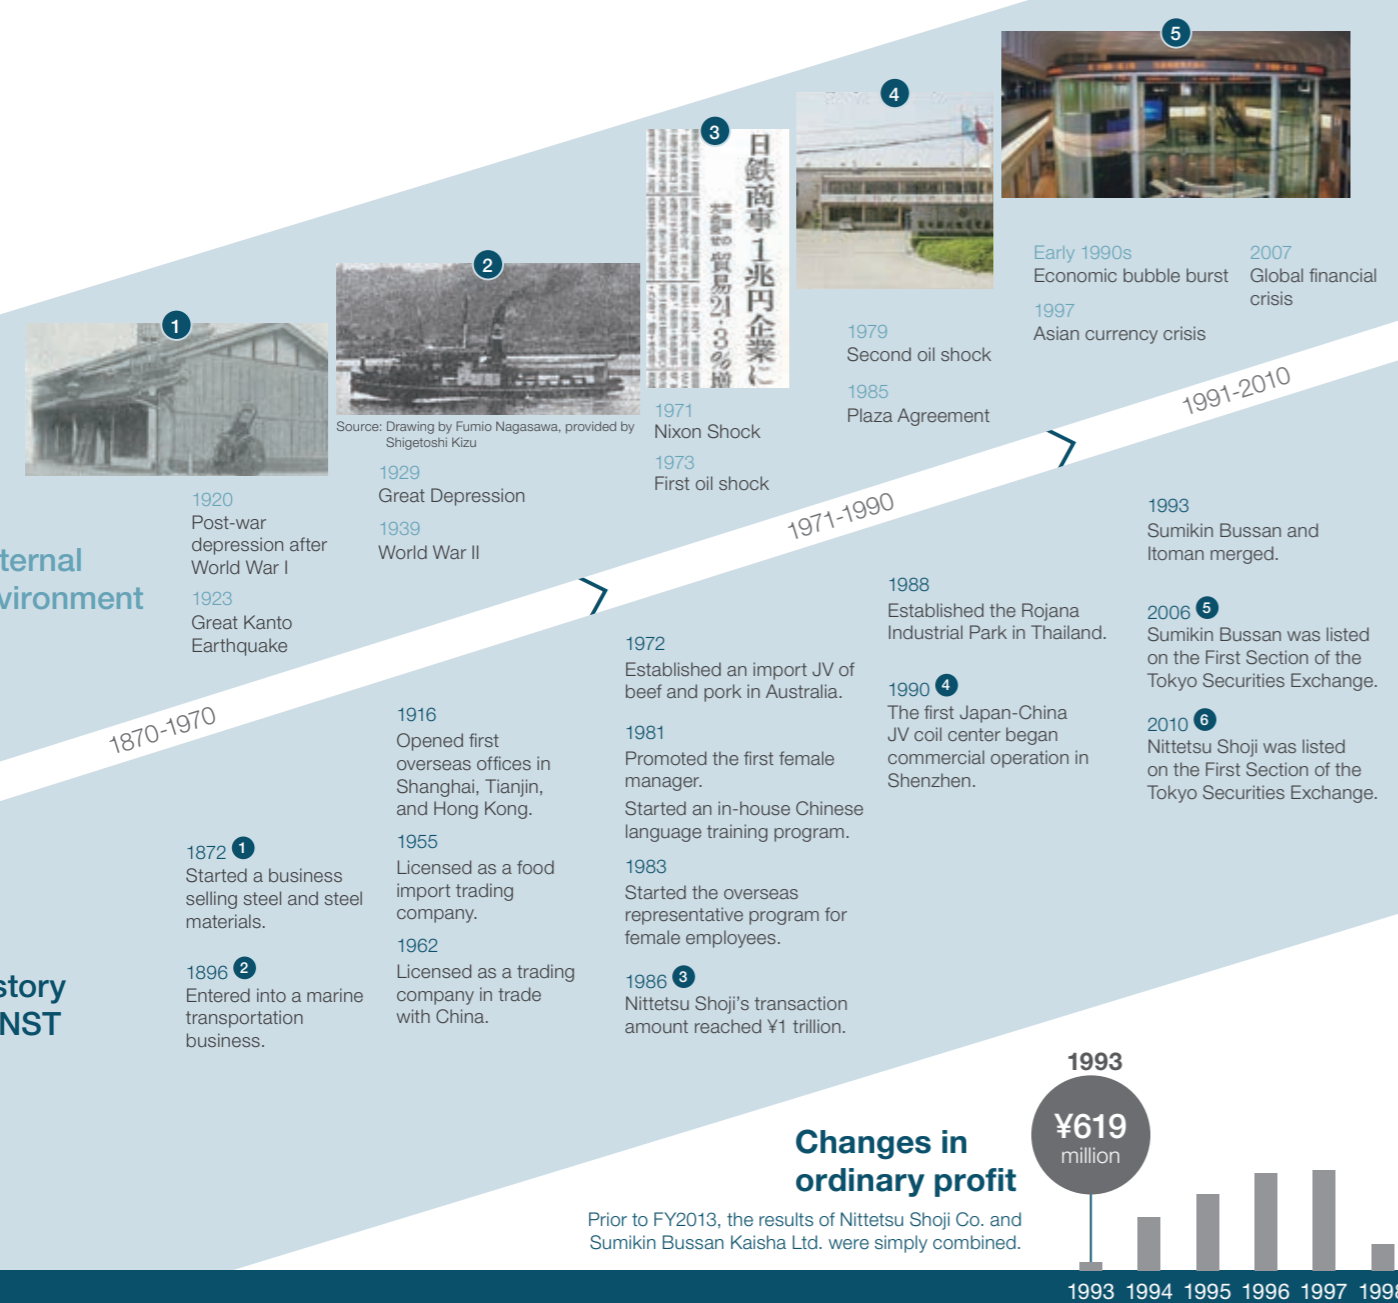 1
2
3
4
5
日鉄商事1兆円企業に
貿易21・3%増
Source: Drawing by Fumio Nagasawa, provided by
Shigetoshi Kizu
1920
Post-war
depression after
World War I
1923
Great Kanto
Earthquake
1929
Great Depression
1939
World War II
1971
Nixon Shock
1973
First oil shock
1979
Second oil shock
1985
Plaza Agreement
Early 1990s
Economic bubble burst
1997
Asian currency crisis
2007
Global financial
crisis
ternal
vironment
1870-1970
1971-1990
1991-2010
story
NST
1872 1
Started a business
selling steel and steel
materials.
1896 2
Entered into a marine
transportation
business.
1916
Opened first
overseas offices in
Shanghai, Tianjin,
and Hong Kong.
1955
Licensed as a food
import trading
company.
1962
Licensed as a trading
company in trade
with China.
1972
Established an import JV of
beef and pork in Australia.
1981
Promoted the first female
manager.
Started an in-house Chinese
language training program.
1983
Started the overseas
representative program for
female employees.
1986 3
Nittetsu Shoji's transaction
amount reached ¥1 trillion.
1988
Established the Rojana
Industrial Park in Thailand.
1990 4
The first Japan-China
JV coil center began
commercial operation in
Shenzhen.
1993
Sumikin Bussan and
Itoman merged.
2006 5
Sumikin Bussan was listed
on the First Section of the
Tokyo Securities Exchange.
2010 6
Nittetsu Shoji was listed
on the First Section of the
Tokyo Securities Exchange.
Changes in
ordinary profit
Prior to FY2013, the results of Nittetsu Shoji Co. and
Sumikin Bussan Kaisha Ltd. were simply combined.
1993
¥619
million
1993 1994 1995 1996 1997 1998